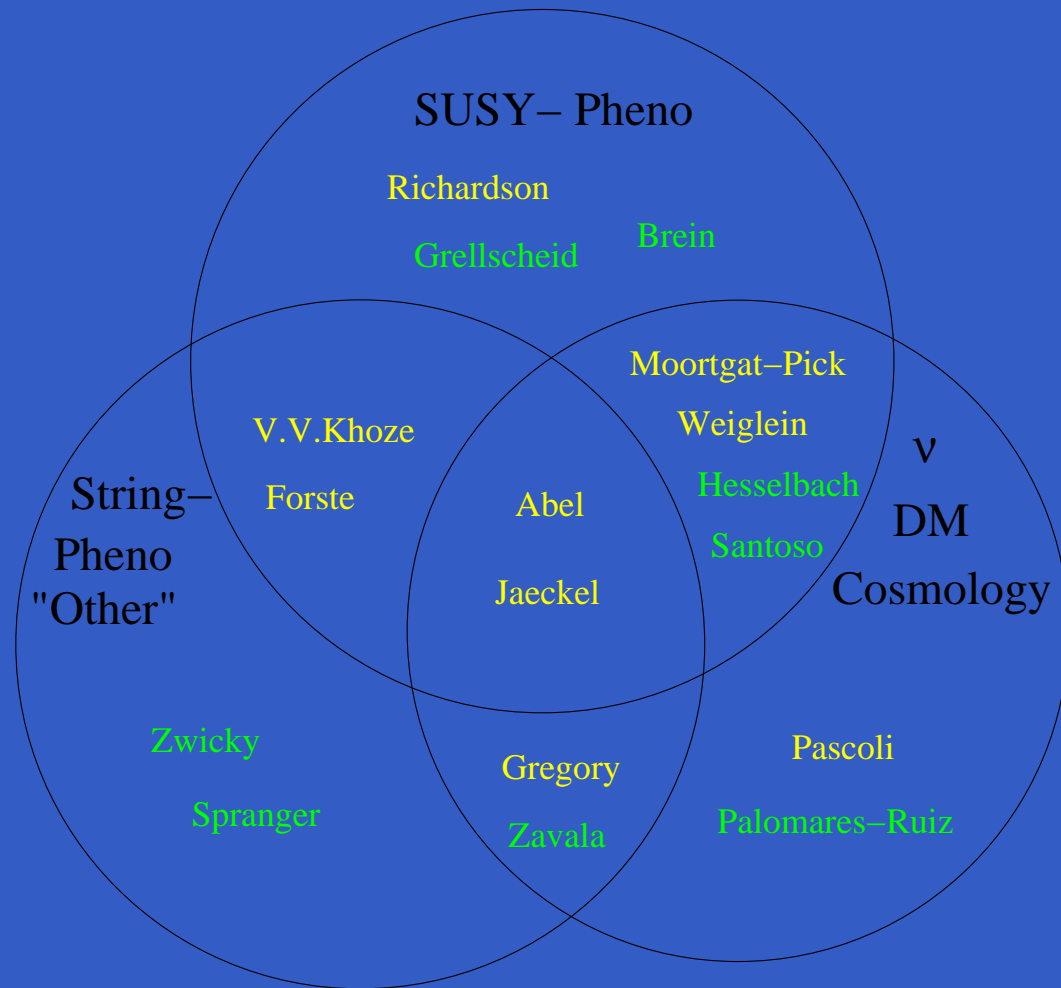 SUSY– Pheno
Richardson
Brein
Grellscheid
Moortgat–Pick
V.V.Khoze
Weiglein
ν
String–
Forste
Abel
Hesselbach
DM
Pheno
Santoso
"Other"
Jaeckel
Cosmology
Zwicky
Gregory
Pascoli
Spranger
Zavala
Palomares–Ruiz